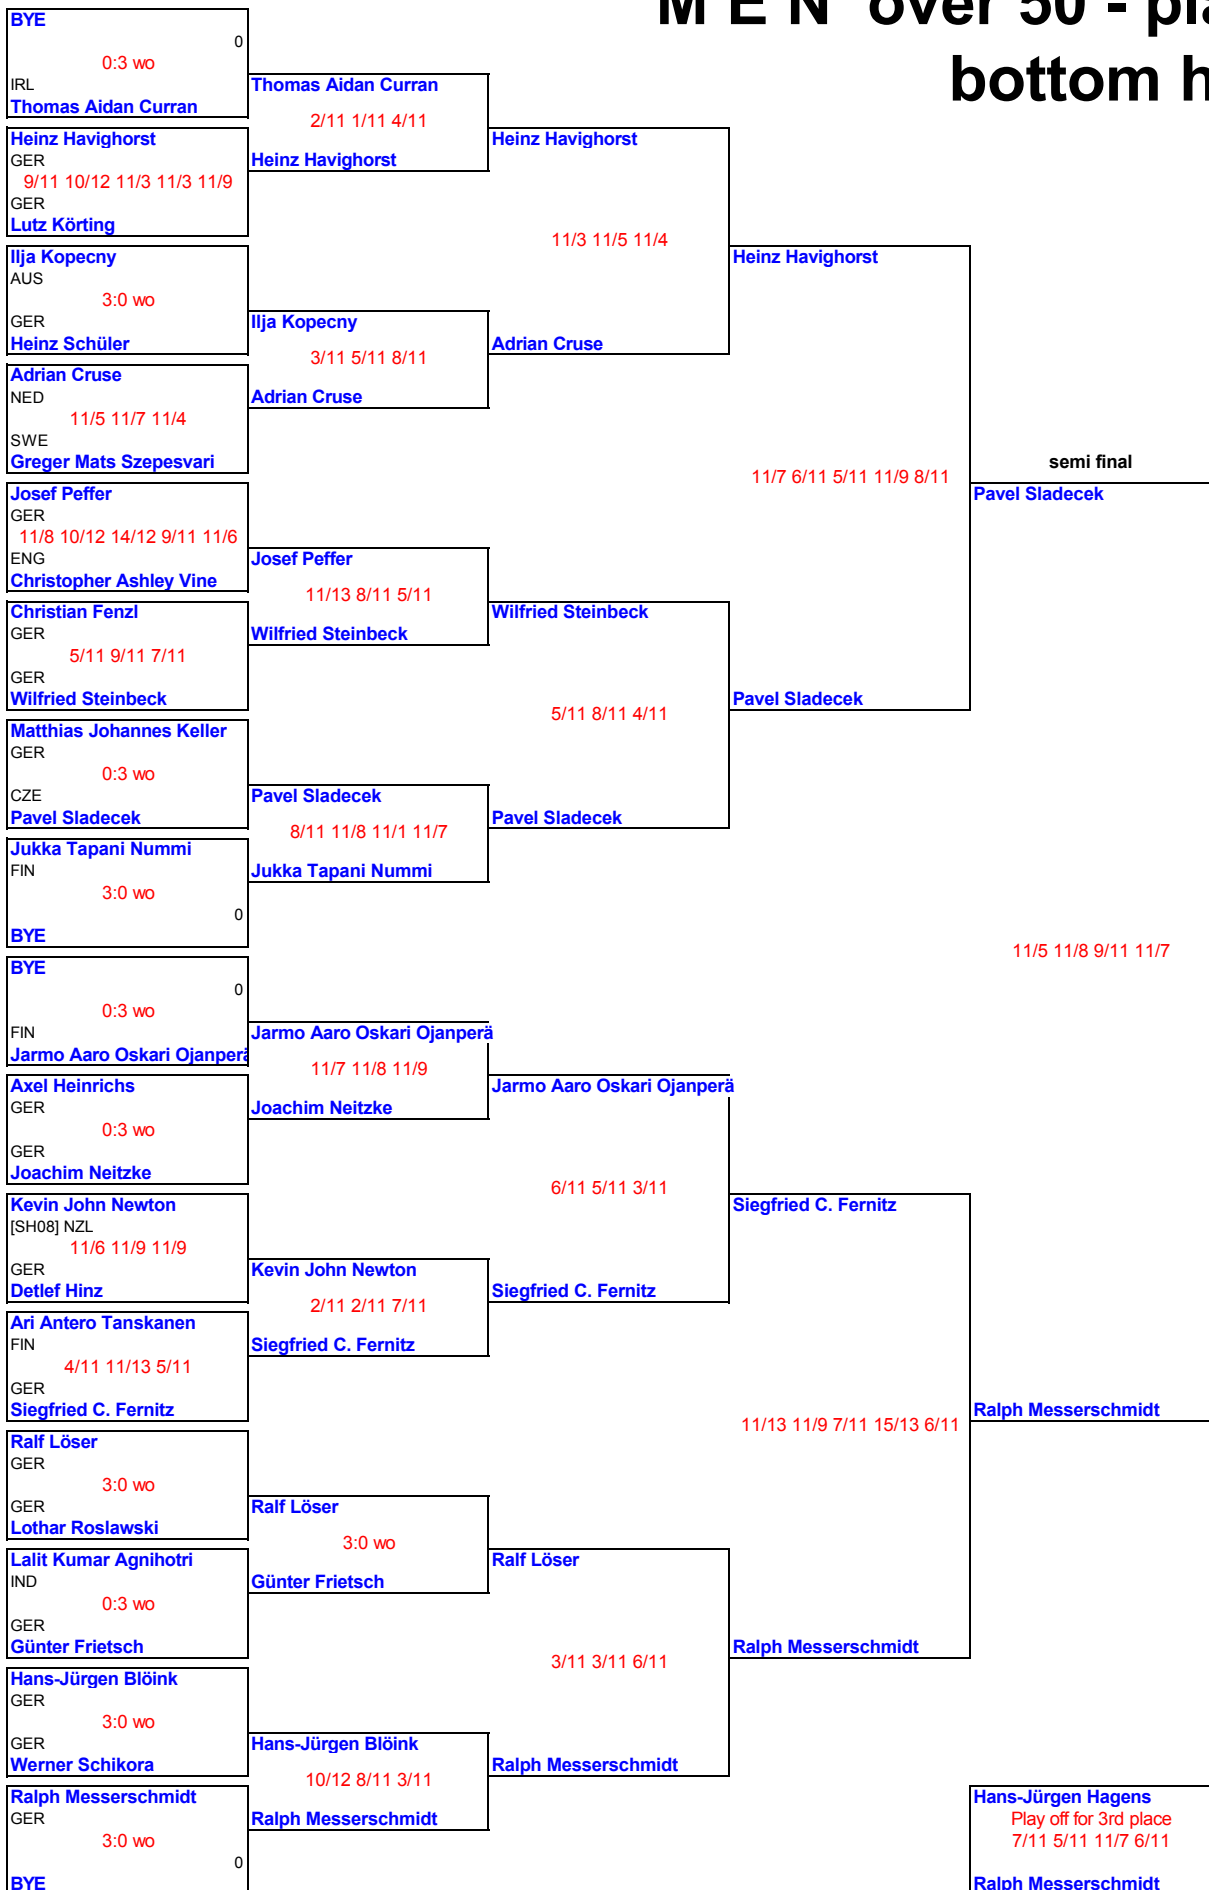 M E N over 50 - pla
bottom h
BYE
0
0:3 wo
IRL
Thomas Aidan Curran
Heinz Havighorst
GER
9/11 10/12 11/3 11/3 11/9
GER
Lutz Körting
Ilja Kopecny
AUS
3:0 wo
GER
Heinz Schüler
Adrian Cruse
NED
11/5 11/7 11/4
SWE
Greger Mats Szepesvari
Josef Peffer
GER
11/8 10/12 14/12 9/11 11/6
ENG
Christopher Ashley Vine
Christian Fenzl
GER
5/11 9/11 7/11
GER
Wilfried Steinbeck
Matthias Johannes Keller
GER
0:3 wo
CZE
Pavel Sladecek
Jukka Tapani Nummi
FIN
3:0 wo
0
BYE
BYE
0
0:3 wo
FIN
Jarmo Aaro Oskari Ojanperä
Axel Heinrichs
GER
0:3 wo
GER
Joachim Neitzke
Kevin John Newton
[SH08] NZL
11/6 11/9 11/9
GER
Detlef Hinz
Ari Antero Tanskanen
FIN
4/11 11/13 5/11
GER
Siegfried C. Fernitz
Ralf Löser
GER
3:0 wo
GER
Lothar Roslawski
Lalit Kumar Agnihotri
IND
0:3 wo
GER
Günter Frietsch
Hans-Jürgen Blöink
GER
3:0 wo
GER
Werner Schikora
Ralph Messerschmidt
GER
3:0 wo
0
BYE
Thomas Aidan Curran
2/11 1/11 4/11
Heinz Havighorst
Ilja Kopecny
3/11 5/11 8/11
Adrian Cruse
Josef Peffer
11/13 8/11 5/11
Wilfried Steinbeck
Pavel Sladecek
8/11 11/8 11/1 11/7
Jukka Tapani Nummi
Jarmo Aaro Oskari Ojanperä
11/7 11/8 11/9
Joachim Neitzke
Kevin John Newton
2/11 2/11 7/11
Siegfried C. Fernitz
Ralf Löser
3:0 wo
Günter Frietsch
Hans-Jürgen Blöink
10/12 8/11 3/11
Ralph Messerschmidt
Heinz Havighorst
11/3 11/5 11/4
Adrian Cruse
Wilfried Steinbeck
5/11 8/11 4/11
Pavel Sladecek
Jarmo Aaro Oskari Ojanperä
6/11 5/11 3/11
Siegfried C. Fernitz
Ralf Löser
3/11 3/11 6/11
Ralph Messerschmidt
Heinz Havighorst
11/7 6/11 5/11 11/9 8/11
Pavel Sladecek
Siegfried C. Fernitz
11/13 11/9 7/11 15/13 6/11
Ralph Messerschmidt
semi final
Pavel Sladecek
11/5 11/8 9/11 11/7
Ralph Messerschmidt
Hans-Jürgen Hagens
Play off for 3rd place
7/11 5/11 11/7 6/11
Ralph Messerschmidt